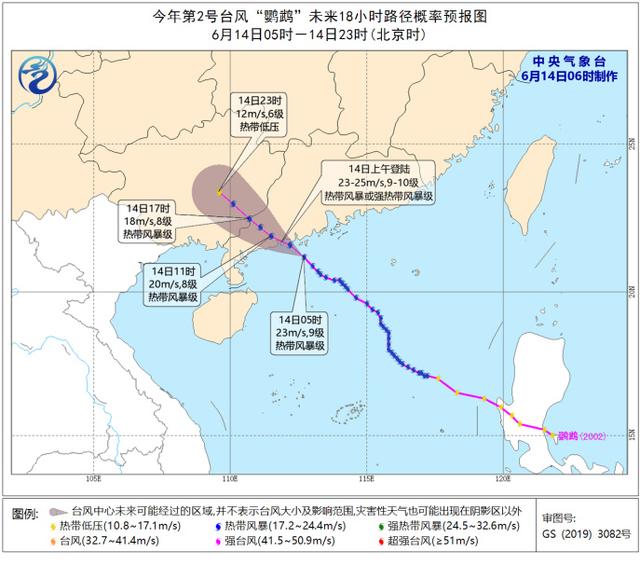 今年第2号台风“鹦鹉”未来18小时路径概率预报图
6月14日05时－14日23时(北京时)
中央气象台
6月14日06时制作
14日23时
12m/s,6级
热带低压
25N
14日上午登陆
23-25m/s,9-10级
热带风暴或强热带风暴级
14日17时
18m/s,8级
热带风暴级
14日11时
20m/s,8级
热带风暴级
14日05时
23m/s,9级
热带风暴级
20N
15N
鹦鹉(2002)
105E
110E
115E
120E
图例:
台风中心未来可能经过的区域,并不表示台风大小及影响范围,灾害性天气也可能出现在阴影区以外
热带低压(10.8~17.1m/s)
热带风暴(17.2~24.4m/s)
强热带风暴(24.5~32.6m/s)
台风(32.7~41.4m/s)
强台风(41.5~50.9m/s)
超强台风(≥51m/s)
审图号:
GS (2019) 3082号